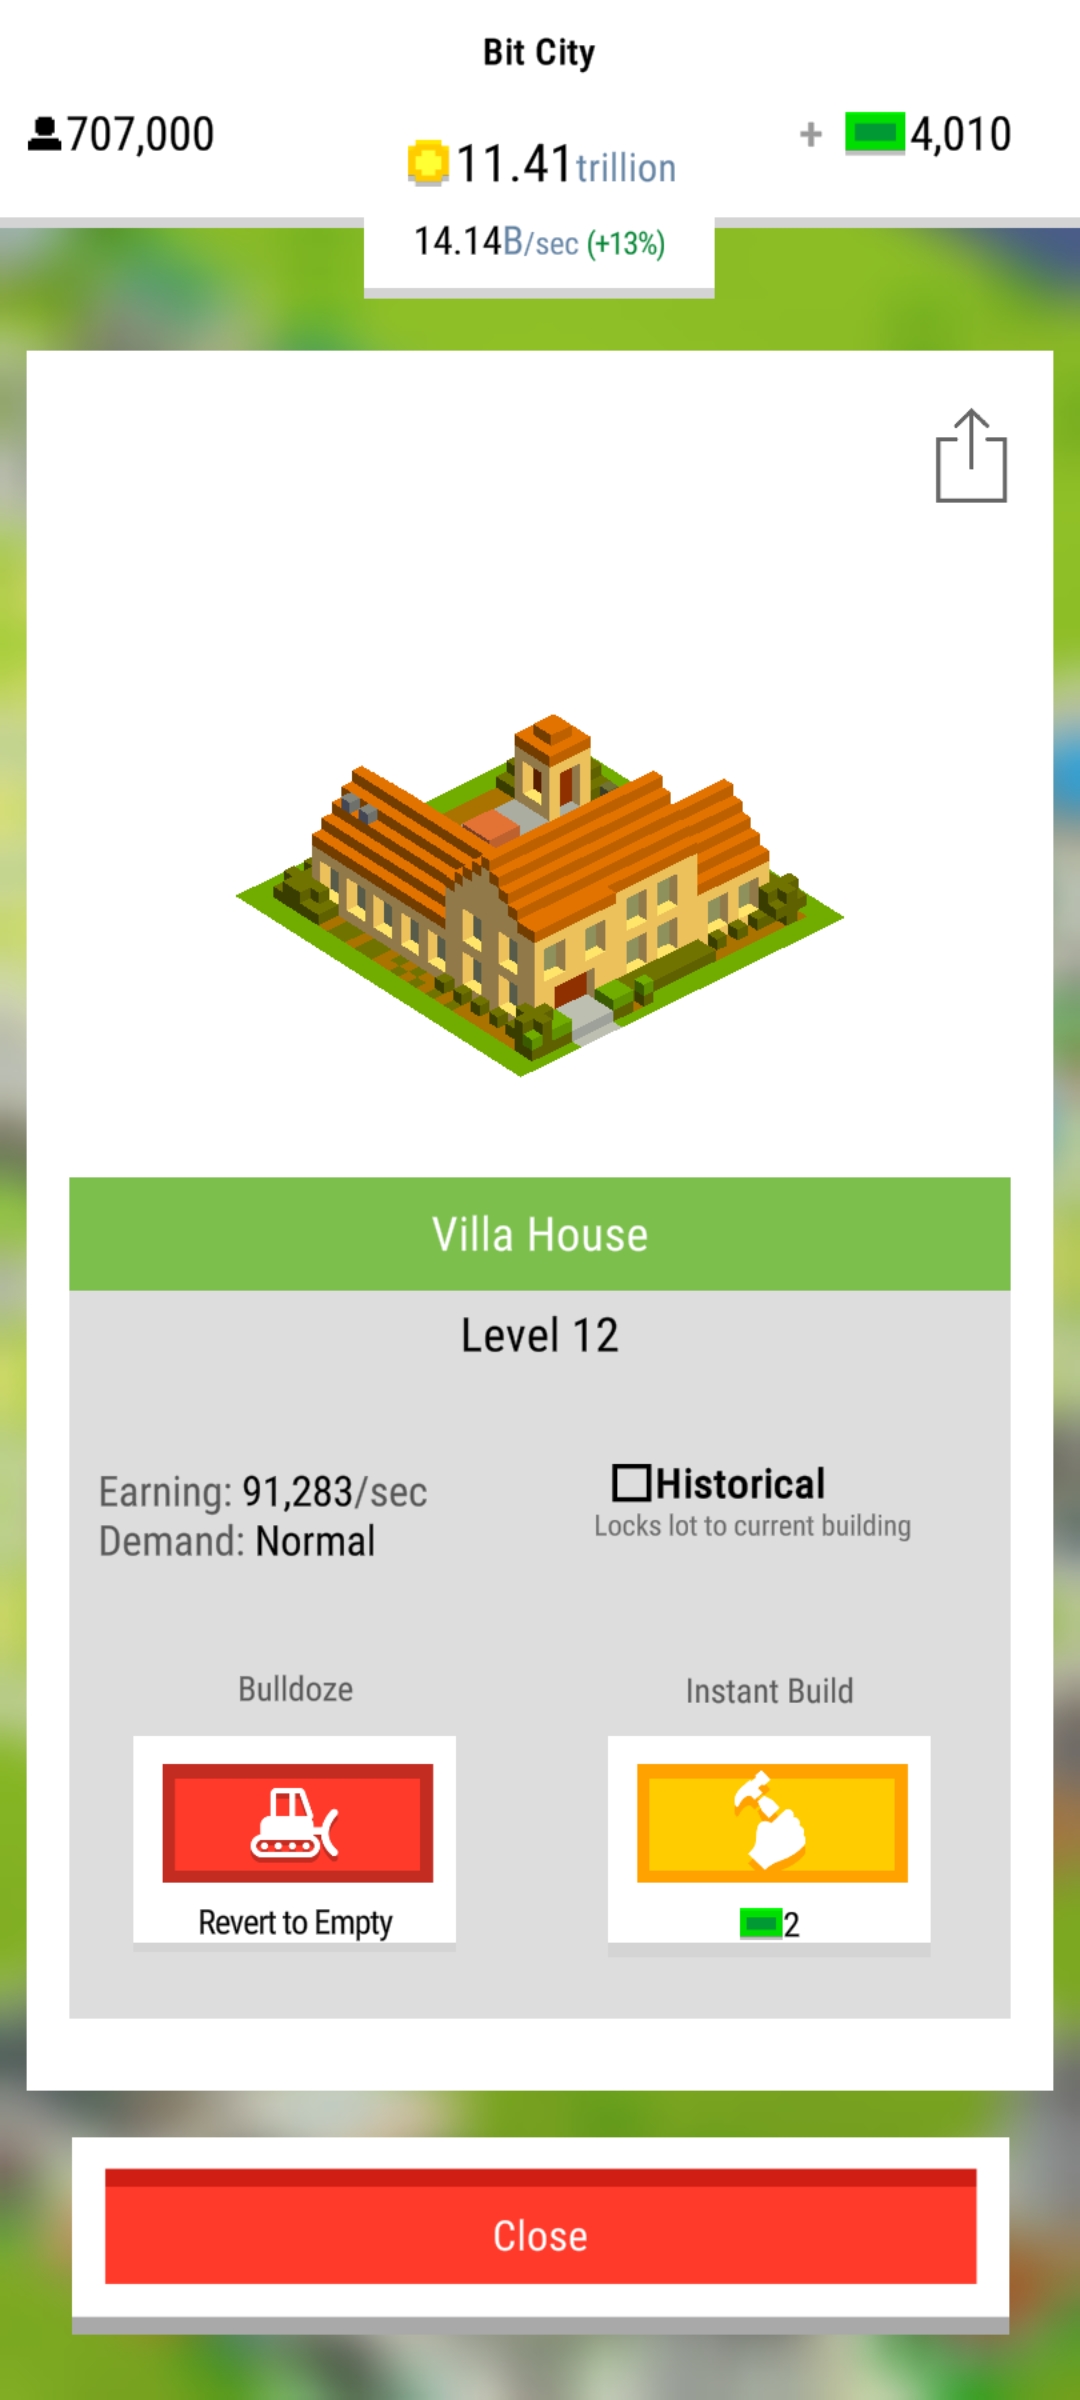 Bit City
707,000
11.41trillion
+ 4,010
14.14B/sec (+13%)
Villa House
Level 12
Earning: 91,283/sec
Demand: Normal
Historical
Locks lot to current building
Bulldoze
Revert to Empty
Instant Build
2
Close